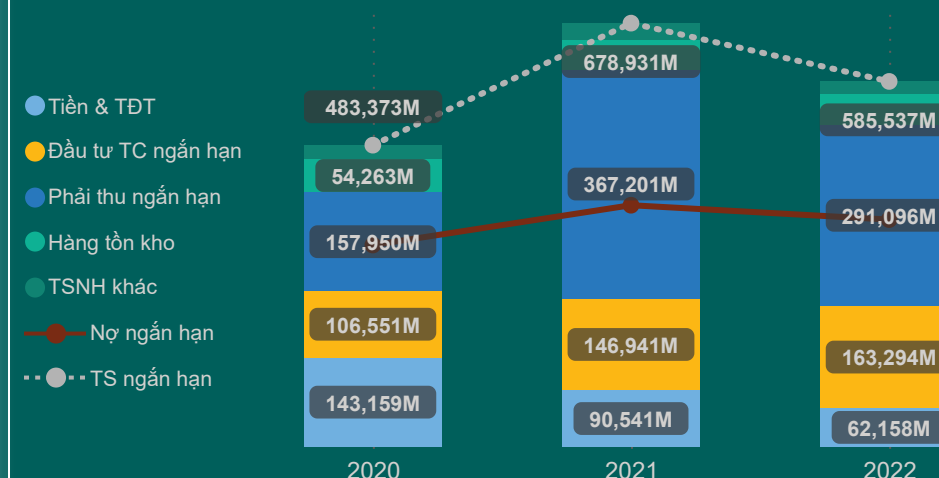 Tiền & TĐT
Đầu tư TC ngắn hạn
Phải thu ngắn hạn
Hàng tồn kho
TSNH khác
Nợ ngắn hạn
TS ngắn hạn
483,373M
54,263M
157,950M
106,551M
143,159M
678,931M
367,201M
146,941M
90,541M
585,537M
291,096M
163,294M
62,158M
2020
2021
2022